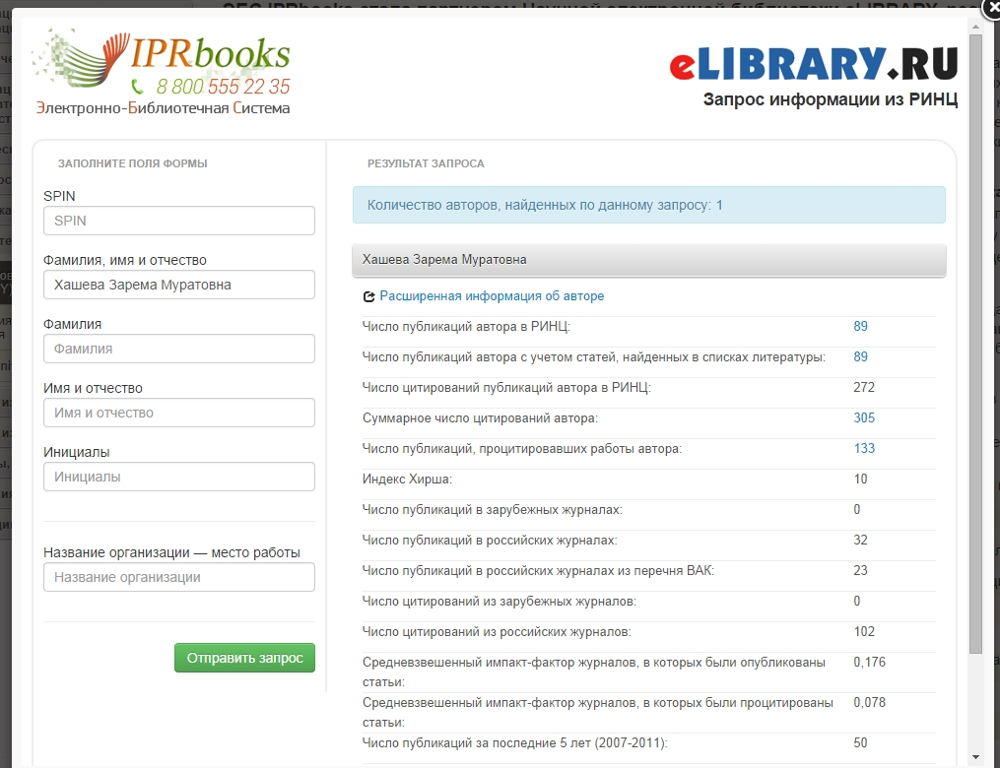 IPRbooks
8 800 555 22 35
Электронно-Библиотечная Система
eLIBRARY.RU
Запрос информации из РИНЦ
ЗАПОЛНИТЕ ПОЛЯ ФОРМЫ
SPIN
SPIN
Фамилия, имя и отчество
Хашева Зарема Муратовна
Фамилия
Фамилия
Имя и отчество
Имя и отчество
Инициалы
Инициалы
Название организации — место работы
Название организации
Отправить запрос
РЕЗУЛЬТАТ ЗАПРОСА
Количество авторов, найденных по данному запросу: 1
Хашева Зарема Муратовна
Расширенная информация об авторе
Число публикаций автора в РИНЦ: 89
Число публикаций автора с учетом статей, найденных в списках литературы: 89
Число цитирований публикаций автора в РИНЦ: 272
Суммарное число цитирований автора: 305
Число публикаций, процитировавших работы автора: 133
Индекс Хирша: 10
Число публикаций в зарубежных журналах: 0
Число публикаций в российских журналах: 32
Число публикаций в российских журналах из перечня ВАК: 23
Число цитирований из зарубежных журналов: 0
Число цитирований из российских журналов: 102
Средневзвешенный импакт-фактор журналов, в которых были опубликованы 0,176
статьи:
Средневзвешенный импакт-фактор журналов, в которых были процитированы 0,078
статьи:
Число публикаций за последние 5 лет (2007-2011): 50